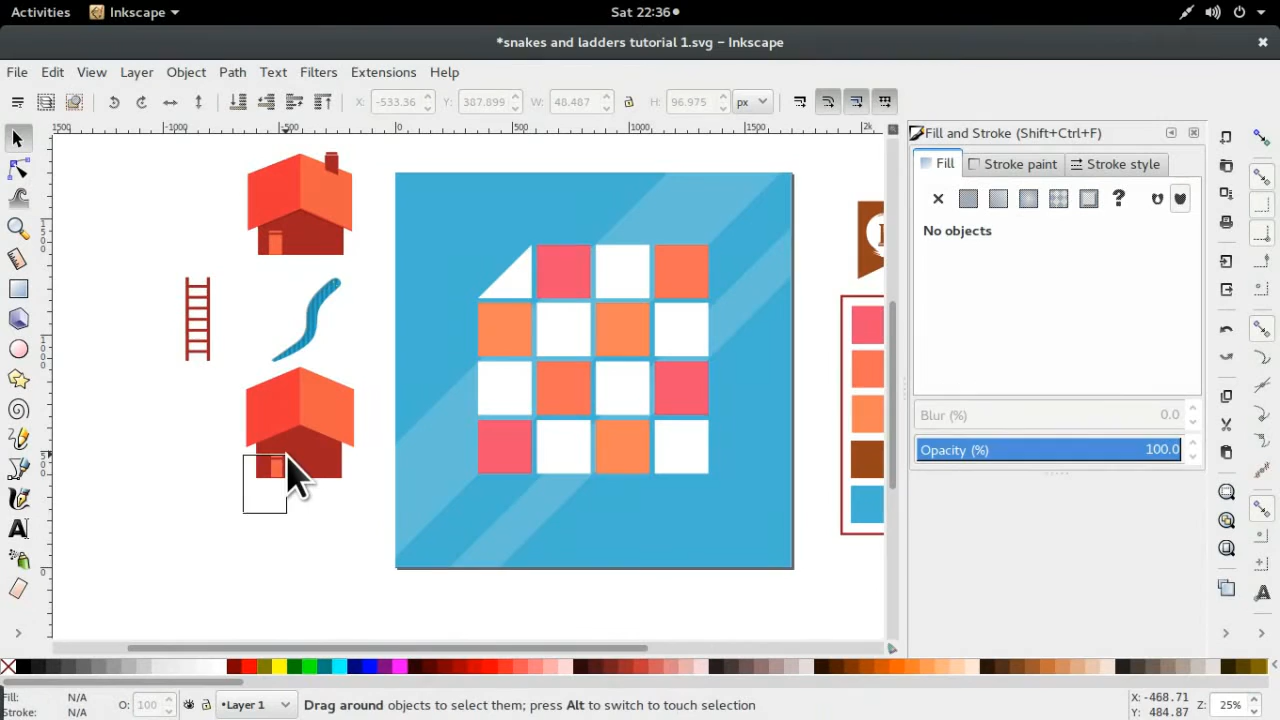 Activities Inkscape Sat 22:36
*snakes and ladders tutorial 1.svg – Inkscape
File Edit View Layer Object Path Text Filters Extensions Help
X: -533.36 Y: 387.899 W: 48.487 H: 96.975 px
1500 -1000 -500 0 500 1000 1500 2k
Fill and Stroke (Shift+Ctrl+F)
Fill Stroke paint Stroke style
?
No objects
Blur (%) 0.0
Opacity (%) 100.0
Fill: N/A
Stroke: N/A
O: 100 •Layer 1 Drag around objects to select them; press Alt to switch to touch selection
X: -468.71
Y: 484.87
Z: 25%